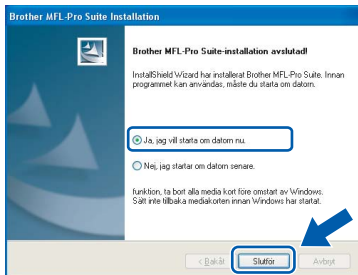 Brother MFL-Pro Suite Installation
Brother MFL-Pro Suite-installation avslutad!
InstallShield Wizard har installerat Brother MFL-Pro Suite. Innan
programmet kan användas, måste du starta om datorn.
Ja, jag vill starta om datorn nu.
Nej, jag startar om datorn senare.
funktion, ta bort alla media kort före omstart av Windows.
Sätt inte tillbaka mediakorten innan Windows har startat.
< Bakåt
Slutför
Avbryt